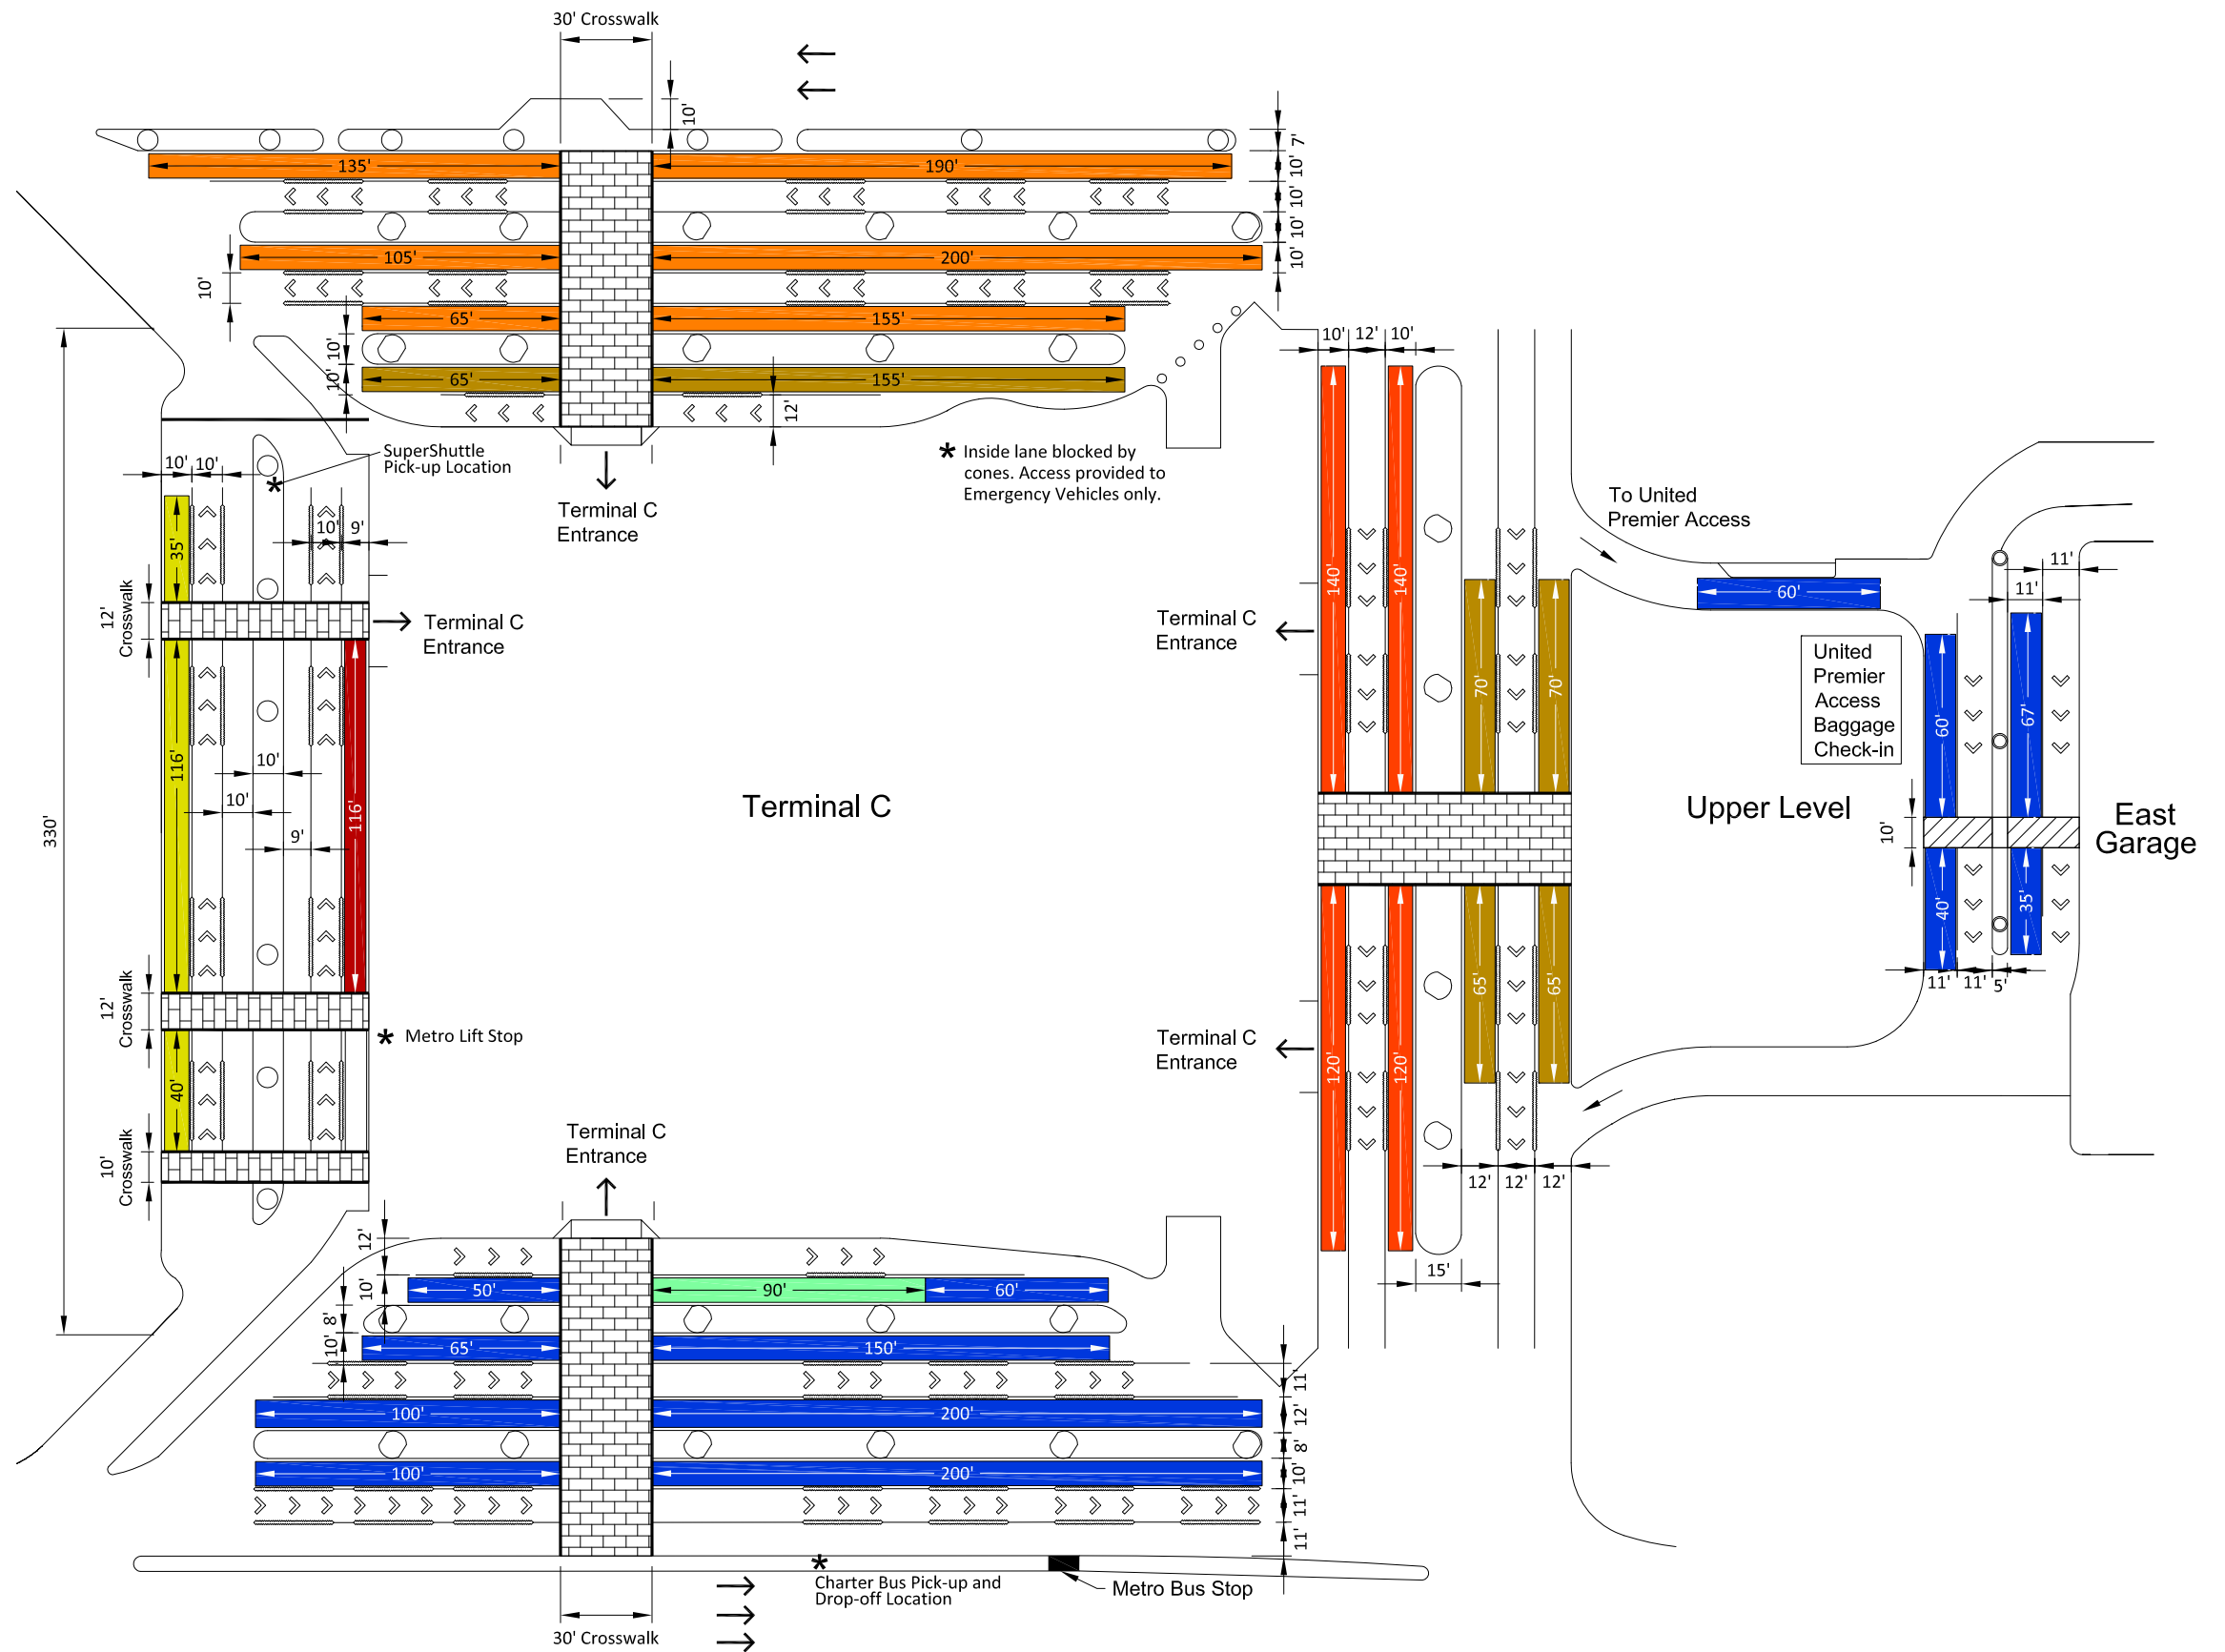 30' Crosswalk
10'
7'
135'
190'
10'
10'
10'
105'
200'
10'
10'
65'
155'
10'
10'
65'
155'
12'
10'
12'
10'
SuperShuttle
Pick-up Location
* Inside lane blocked by
cones. Access provided to
Emergency Vehicles only.
*
10'
10'
35'
10'
9'
Terminal C
Entrance
To United
Premier Access
11'
11'
60'
12'
Crosswalk
Terminal C
Entrance
140'
140'
Terminal C
Entrance
70'
70'
United
Premier
Access
Baggage
Check-in
60'
67'
116'
10'
10'
9'
116'
330'
Terminal C
Upper Level
10'
East
Garage
40'
35'
11'
11'
5'
12'
Crosswalk
* Metro Lift Stop
Terminal C
Entrance
65'
65'
120'
120'
40'
10'
Crosswalk
Terminal C
Entrance
12'
12'
12'
15'
12'
10'
50'
90'
60'
8'
10'
65'
150'
11'
100'
200'
12'
8'
100'
200'
10'
11'
11'
*
Charter Bus Pick-up and
Drop-off Location
Metro Bus Stop
30' Crosswalk